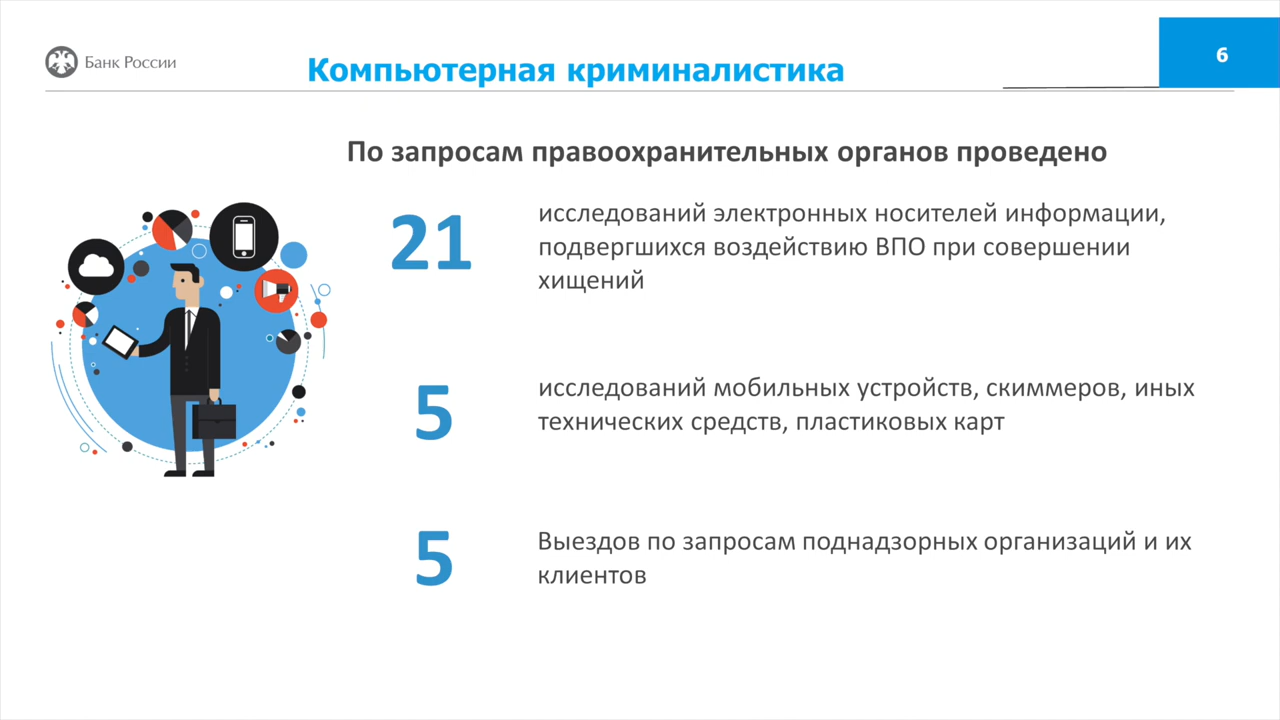 Банк России
Компьютерная криминалистика
6
По запросам правоохранительных органов проведено
21
исследований электронных носителей информации,
подвергшихся воздействию ВПО при совершении
хищений
5
исследований мобильных устройств, скиммеров, иных
технических средств, пластиковых карт
5
Выездов по запросам поднадзорных организаций и их
клиентов